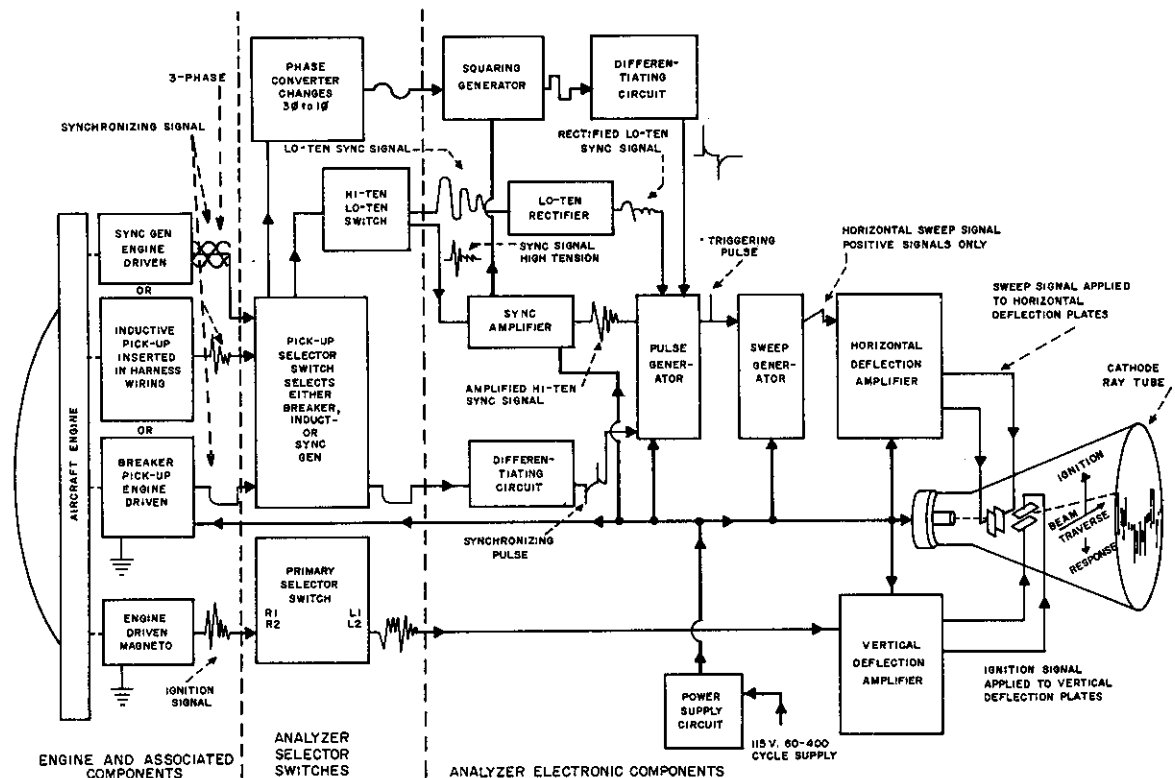 3-PHASE
SYNCHRONIZING SIGNAL
PHASE
CONVERTER
CHANGES
3Ø to 1Ø
SQUARING
GENERATOR
DIFFEREN-
TIATING
CIRCUIT
LO-TEN SYNC SIGNAL
RECTIFIED LO-TEN
SYNC SIGNAL
HI-TEN
LO-TEN
SWITCH
LO-TEN
RECTIFIER
SYNC SIGNAL
HIGH TENSION
TRIGGERING
PULSE
HORIZONTAL SWEEP SIGNAL
POSITIVE SIGNALS ONLY
SYNC GEN
ENGINE
DRIVEN
OR
INDUCTIVE
PICK-UP
INSERTED
IN HARNESS
WIRING
OR
BREAKER
PICK-UP
ENGINE
DRIVEN
AIRCRAFT ENGINE
PICK-UP
SELECTOR
SWITCH
SELECTS
EITHER
BREAKER,
INDUCT-
OR
SYNC
GEN
SYNC
AMPLIFIER
AMPLIFIED HI-TEN
SYNC SIGNAL
PULSE
GENER-
ATOR
SWEEP
GENER-
ATOR
HORIZONTAL
DEFLECTION
AMPLIFIER
SWEEP SIGNAL APPLIED
TO HORIZONTAL
DEFLECTION PLATES
CATHODE
RAY TUBE
DIFFEREN-
TIATING
CIRCUIT
SYNCHRONIZING
PULSE
IGNITION
BEAM
TRAVERSE
RESPONSE
ENGINE
DRIVEN
MAGNETO
IGNITION
SIGNAL
PRIMARY
SELECTOR
SWITCH
R1 L1
R2 L2
POWER
SUPPLY
CIRCUIT
115 V. 60-400
CYCLE SUPPLY
VERTICAL
DEFLECTION
AMPLIFIER
IGNITION SIGNAL
APPLIED TO VERTICAL
DEFLECTION PLATES
ENGINE AND ASSOCIATED
COMPONENTS
ANALYZER
SELECTOR
SWITCHES
ANALYZER ELECTRONIC COMPONENTS